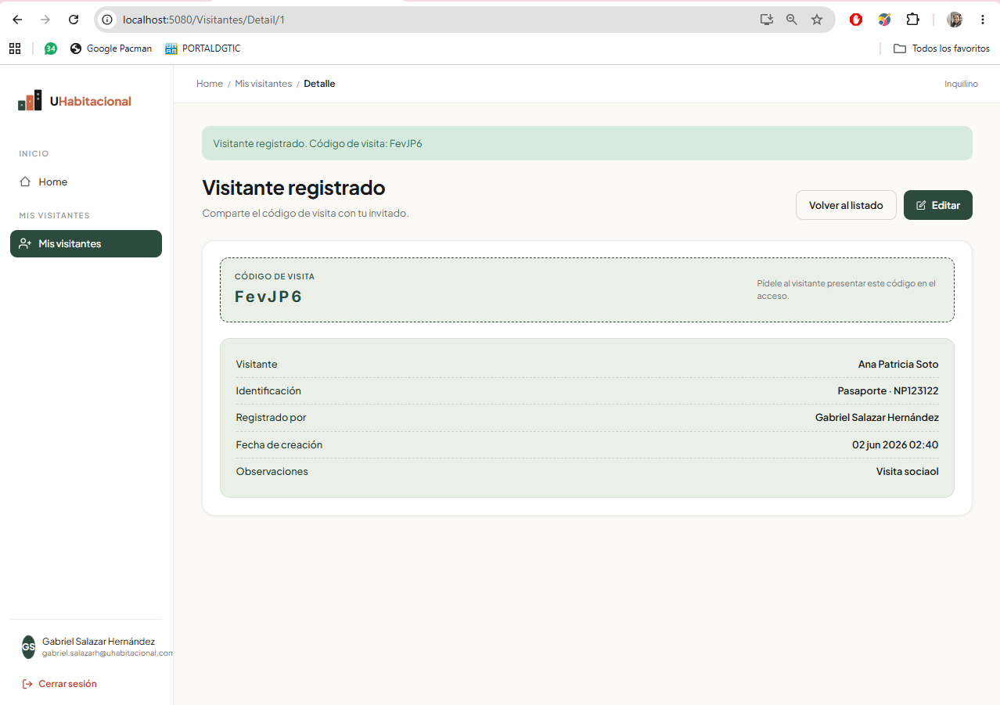 localhost:5080/Visitantes/Detail/1
34
Google Pacman
PORTALDGTIC
Todos los favoritos
UHabitacional
Home / Mis visitantes / Detalle
Inquilino
INICIO
Home
MIS VISITANTES
Mis visitantes
Visitante registrado. Código de visita: FevJP6
Visitante registrado
Comparte el código de visita con tu invitado.
Volver al listado
Editar
CÓDIGO DE VISITA
FevJP6
Pídele al visitante presentar este código en el
acceso.
Visitante Ana Patricia Soto
Identificación Pasaporte · NP123122
Registrado por Gabriel Salazar Hernández
Fecha de creación 02 jun 2026 02:40
Observaciones Visita sociaol
GS
Gabriel Salazar Hernández
gabriel.salazarh@uhabitacional.com
Cerrar sesión